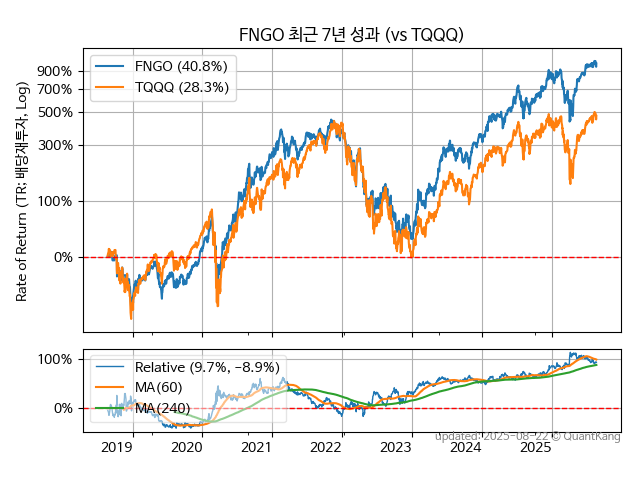 FNGO 최근 7년 성과 (vs TQQQ)
Rate of Return (TR: 배당재투자, Log)
900%
700%
500%
300%
100%
0%
FNGO (40.8%)
TQQQ (28.3%)
100%
0%
Relative (9.7%, -8.9%)
MA(60)
MA(240)
2019 2020 2021 2022 2023 2024 2025
updated: 2025-08-22 © QuantKang